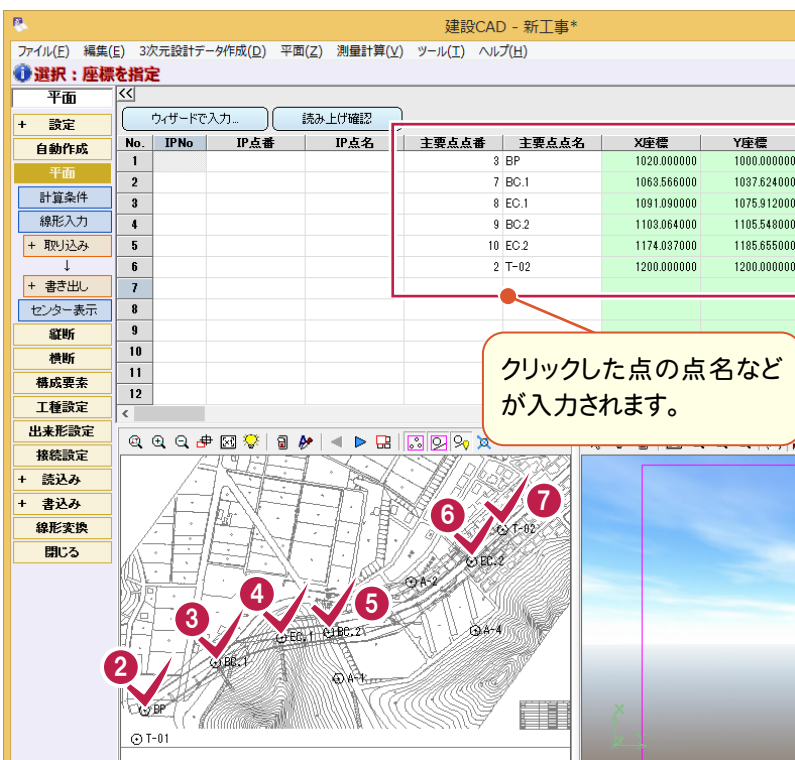 建設CAD - 新工事*
ファイル(F) 編集(E) 3次元設計データ作成(D) 平面(Z) 測量計算(V) ツール(T) ヘルプ(H)
選択：座標を指定
平面
<<
+ 設定
自動作成
平面
計算条件
線形入力
+ 取り込み
↓
+ 書き出し
センター表示
縦断
横断
構成要素
工種設定
出来形設定
接続設定
+ 読込み
+ 書込み
線形変換
閉じる
ウィザードで入力... 読み上げ確認
No. IPNo IP点番 IP点名 主要点点番 主要点点名 X座標 Y座標
1 3 BP 1020.000000 1000.000000
2 7 BC.1 1063.566000 1037.624000
3 8 EC.1 1091.090000 1075.912000
4 9 BC.2 1103.064000 1105.548000
5 10 EC.2 1174.037000 1185.655000
6 2 T-02 1200.000000 1200.000000
7
8
9
10
11
12
クリックした点の点名など
が入力されます。
7
6
T-02
EC.2
A-2
4
5
3
EC.1
BC.2
A-4
2
BC.1
A-1
BP
T-01
X